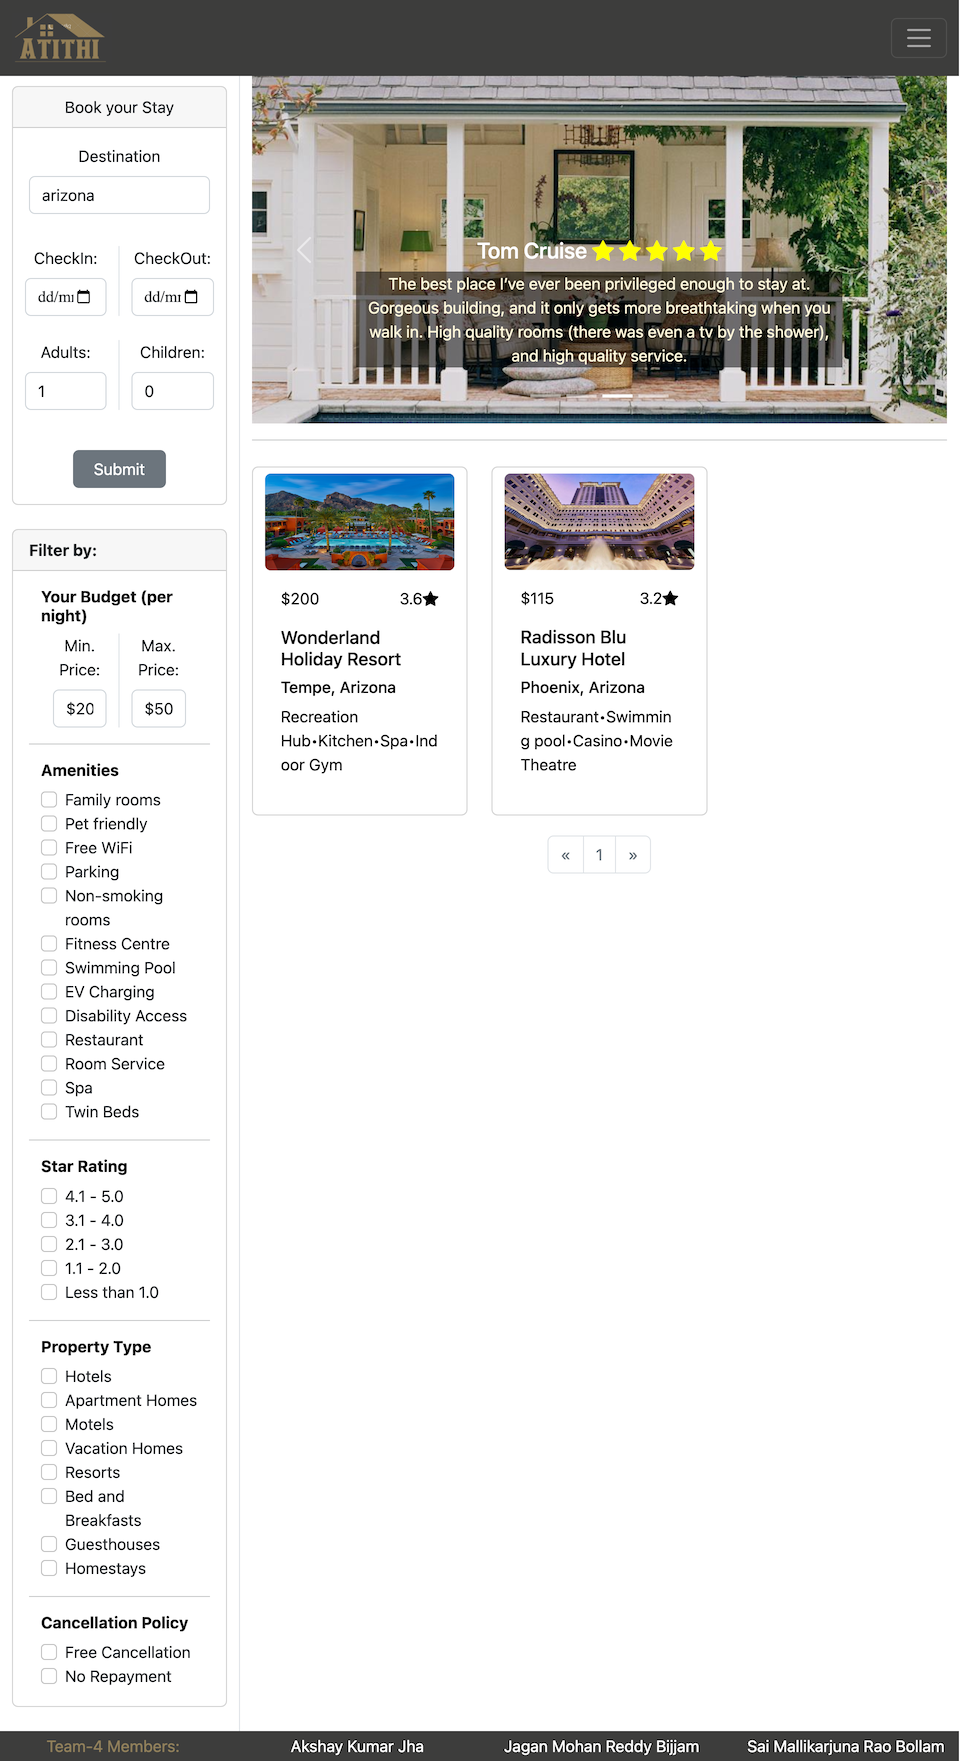 ATITHI
Book your Stay
Destination
arizona
CheckIn:
CheckOut:
dd/m
dd/m
Adults:
Children:
1
0
Submit
Filter by:
Your Budget (per
night)
Min.
Price:
Max.
Price:
$20
$50
Amenities
Family rooms
Pet friendly
Free WiFi
Parking
Non-smoking
rooms
Fitness Centre
Swimming Pool
EV Charging
Disability Access
Restaurant
Room Service
Spa
Twin Beds
Star Rating
4.1 - 5.0
3.1 - 4.0
2.1 - 3.0
1.1 - 2.0
Less than 1.0
Property Type
Hotels
Apartment Homes
Motels
Vacation Homes
Resorts
Bed and
Breakfasts
Guesthouses
Homestays
Cancellation Policy
Free Cancellation
No Repayment
Tom Cruise ★★★★★
The best place I've ever been privileged enough to stay at.
Gorgeous building, and it only gets more breathtaking when you
walk in. High quality rooms (there was even a tv by the shower),
and high quality service.
$200 3.6★
Wonderland
Holiday Resort
Tempe, Arizona
Recreation
Hub•Kitchen•Spa•Ind
oor Gym
$115 3.2★
Radisson Blu
Luxury Hotel
Phoenix, Arizona
Restaurant•Swimmin
g pool•Casino•Movie
Theatre
« 1 »
Team-4 Members: Akshay Kumar Jha Jagan Mohan Reddy Bijjam Sai Mallikarjuna Rao Bollam